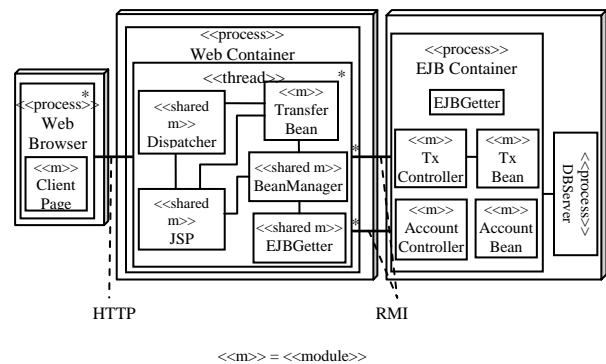 <<process>>
Web
Browser
*
<<m>>
Client
Page
<<process>>
Web Container
<<thread>>
*
<<shared
m>>
Dispatcher
<<m>>
Transfer
Bean
<<shared m>>
BeanManager
*
<<shared
m>>
JSP
<<shared m>>
EJBGetter
*
<<process>>
EJB Container
EJBGetter
<<m>>
Tx
Controller
<<m>>
Tx
Bean
<<m>>
Account
Controller
<<m>>
Account
Bean
<<process>>
DBServer
HTTP
RMI
<<m>> = <<module>>